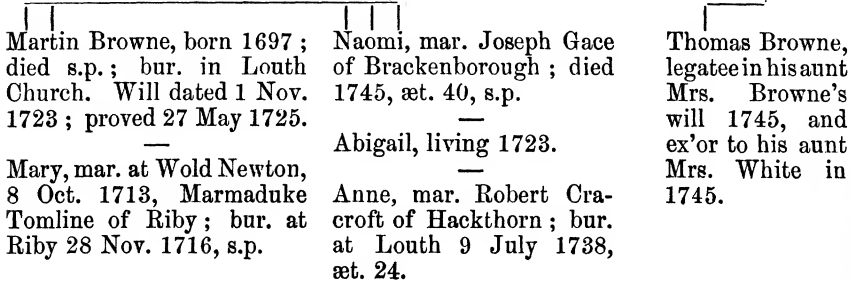 Martin Browne, born 1697 ;
died s.p. ; bur. in Louth
Church. Will dated 1 Nov.
1723 ; proved 27 May 1725.
—
Mary, mar. at Wold Newton,
8 Oct. 1713, Marmaduke
Tomline of Riby ; bur. at
Riby 28 Nov. 1716, s.p.
Naomi, mar. Joseph Gace
of Brackenborough ; died
1745, æt. 40, s.p.
—
Abigail, living 1723.
—
Anne, mar. Robert Cra-
croft of Hackthorn ; bur.
at Louth 9 July 1738,
æt. 24.
Thomas Browne,
legatee in his aunt
Mrs. Browne's
will 1745, and
ex'or to his aunt
Mrs. White in
1745.